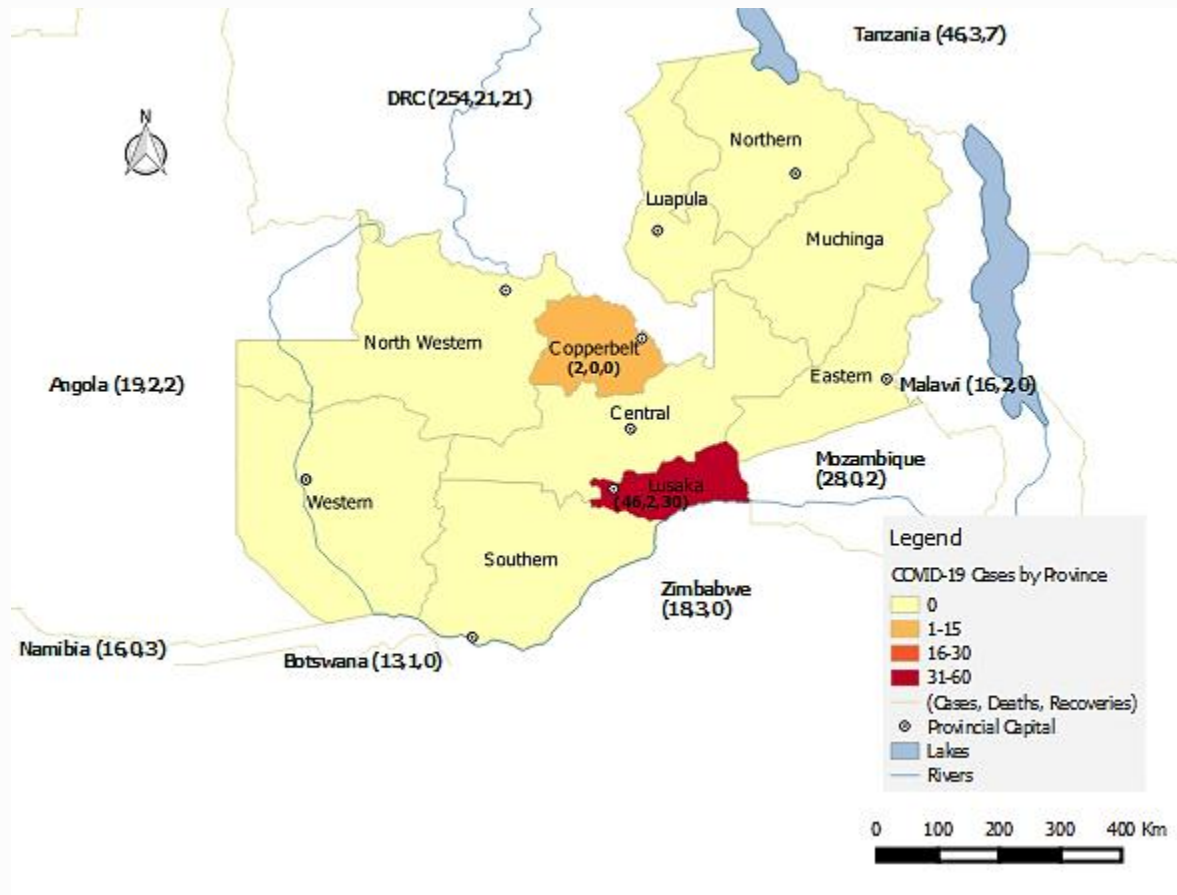 Tanzania (46,3,7)
DRC (254,21,21)
N
Northern
Luapula
Muchinga
North Western
Copperbelt
(2,0,0)
Angola (19,2,2)
Eastern
Malawi (16,2,0)
Central
Mozambique
(28,0,2)
Lusaka
(46,2,30)
Western
Southern
Zimbabwe
(18,3,0)
Namibia (16,0,3)
Botswana (13,1,0)
Legend
COVID-19 Cases by Province
0
1-15
16-30
31-60
(Cases, Deaths, Recoveries)
Provincial Capital
Lakes
Rivers
0 100 200 300 400 Km